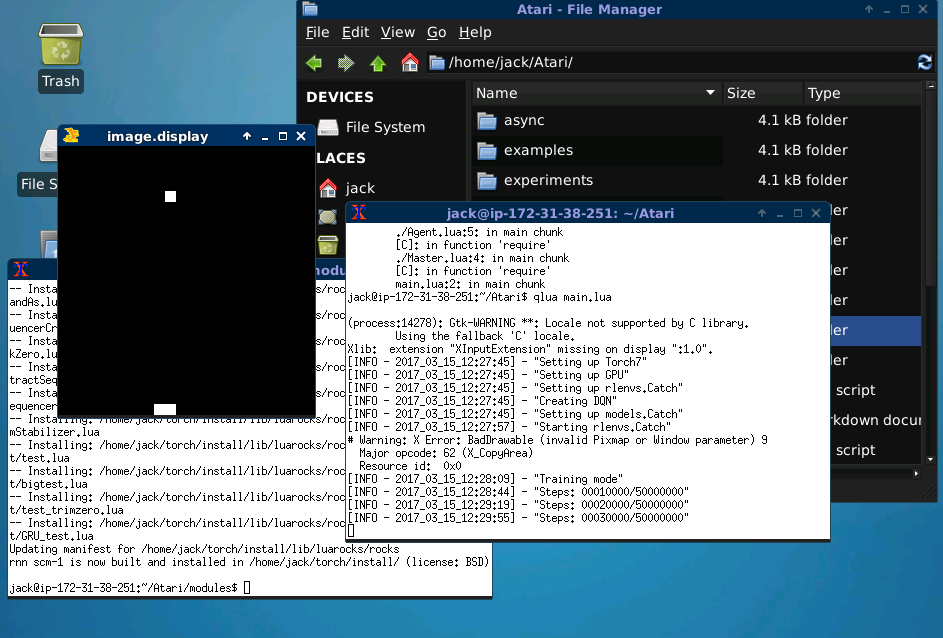 Trash
File S
Atari - File Manager
File Edit View Go Help
/home/jack/Atari/
DEVICES
File System
LACES
jack
Name Size Type
async 4.1 kB folder
examples 4.1 kB folder
experiments 4.1 kB folder
er
er
er
er
er
er
script
rkdown docu
script
image.display
jack@ip-172-31-38-251: ~/Atari
./Agent.lua:5: in main chunk
[C]: in function 'require'
./Master.lua:4: in main chunk
[C]: in function 'require'
main.lua:2: in main chunk
jack@ip-172-31-38-251:~/Atari$ qlua main.lua
(process:14278): Gtk-WARNING **: Locale not supported by C library.
Using the fallback 'C' locale.
Xlib:  extension "XInputExtension" missing on display ":1.0".
[INFO - 2017_03_15_12:27:45] - "Setting up Torch7"
[INFO - 2017_03_15_12:27:45] - "Setting up GPU"
[INFO - 2017_03_15_12:27:45] - "Setting up rlenvs.Catch"
[INFO - 2017_03_15_12:27:45] - "Creating DQN"
[INFO - 2017_03_15_12:27:45] - "Setting up models.Catch"
[INFO - 2017_03_15_12:27:57] - "Starting rlenvs.Catch"
# Warning: X Error: BadDrawable (invalid Pixmap or Window parameter) 9
Major opcode: 62 (X_CopyArea)
Resource id:  0x0
[INFO - 2017_03_15_12:28:09] - "Training mode"
[INFO - 2017_03_15_12:28:44] - "Steps: 00010000/50000000"
[INFO - 2017_03_15_12:29:19] - "Steps: 00020000/50000000"
[INFO - 2017_03_15_12:29:55] - "Steps: 00030000/50000000"
modu
-- Insta /luarocks/roc
andAs.lu
-- Insta /luarocks/roc
uencerCr
-- Insta /luarocks/roc
kZero.lu
-- Insta /luarocks/roc
tractSeq
-- Insta /luarocks/roc
equencer
-- Installing: /home/jack/torch/install/lib/luarocks/roc
mStabilizer.lua
-- Installing: /home/jack/torch/install/lib/luarocks/roc
t/test.lua
-- Installing: /home/jack/torch/install/lib/luarocks/roc
t/bigtest.lua
-- Installing: /home/jack/torch/install/lib/luarocks/roc
t/test_trimzero.lua
-- Installing: /home/jack/torch/install/lib/luarocks/roc
t/GRU_test.lua
Updating manifest for /home/jack/torch/install/lib/luarocks/rocks
rnn scm-1 is now built and installed in /home/jack/torch/install/ (license: BSD)
jack@ip-172-31-38-251:~/Atari/modules$